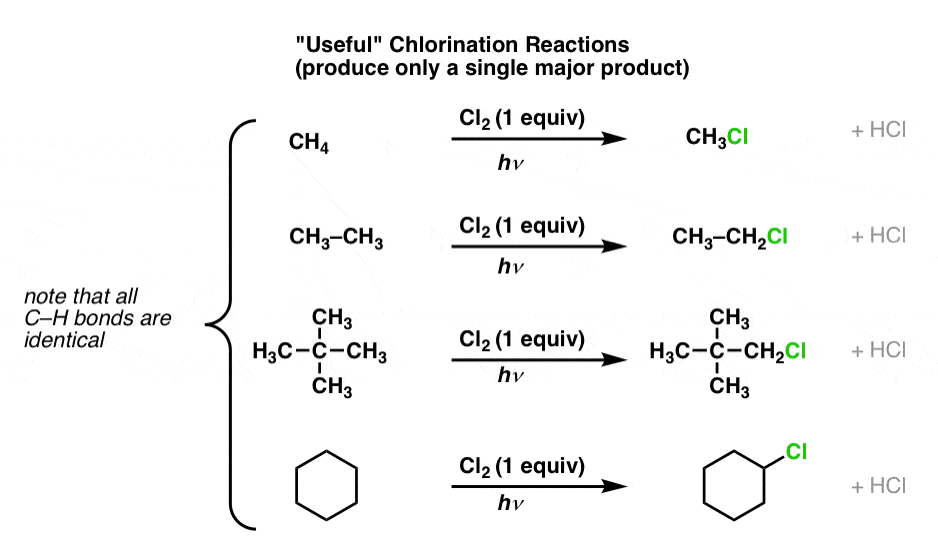 "Useful" Chlorination Reactions
(produce only a single major product)
CH₄ Cl₂ (1 equiv) hν CH₃Cl + HCl
CH₃–CH₃ Cl₂ (1 equiv) hν CH₃–CH₂Cl + HCl
note that all
C–H bonds are
identical
CH₃
H₃C–C–CH₃ Cl₂ (1 equiv) hν
CH₃
CH₃
H₃C–C–CH₂Cl + HCl
CH₃
Cl₂ (1 equiv) hν Cl + HCl